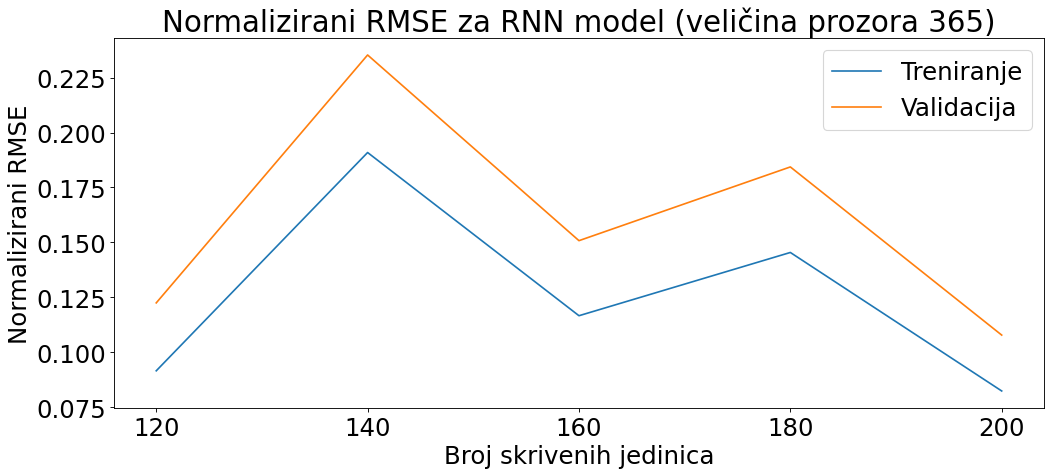 Normalizirani RMSE za RNN model (veličina prozora 365)
Treniranje
Validacija
Normalizirani RMSE
0.225
0.200
0.175
0.150
0.125
0.100
0.075
120 140 160 180 200
Broj skrivenih jedinica